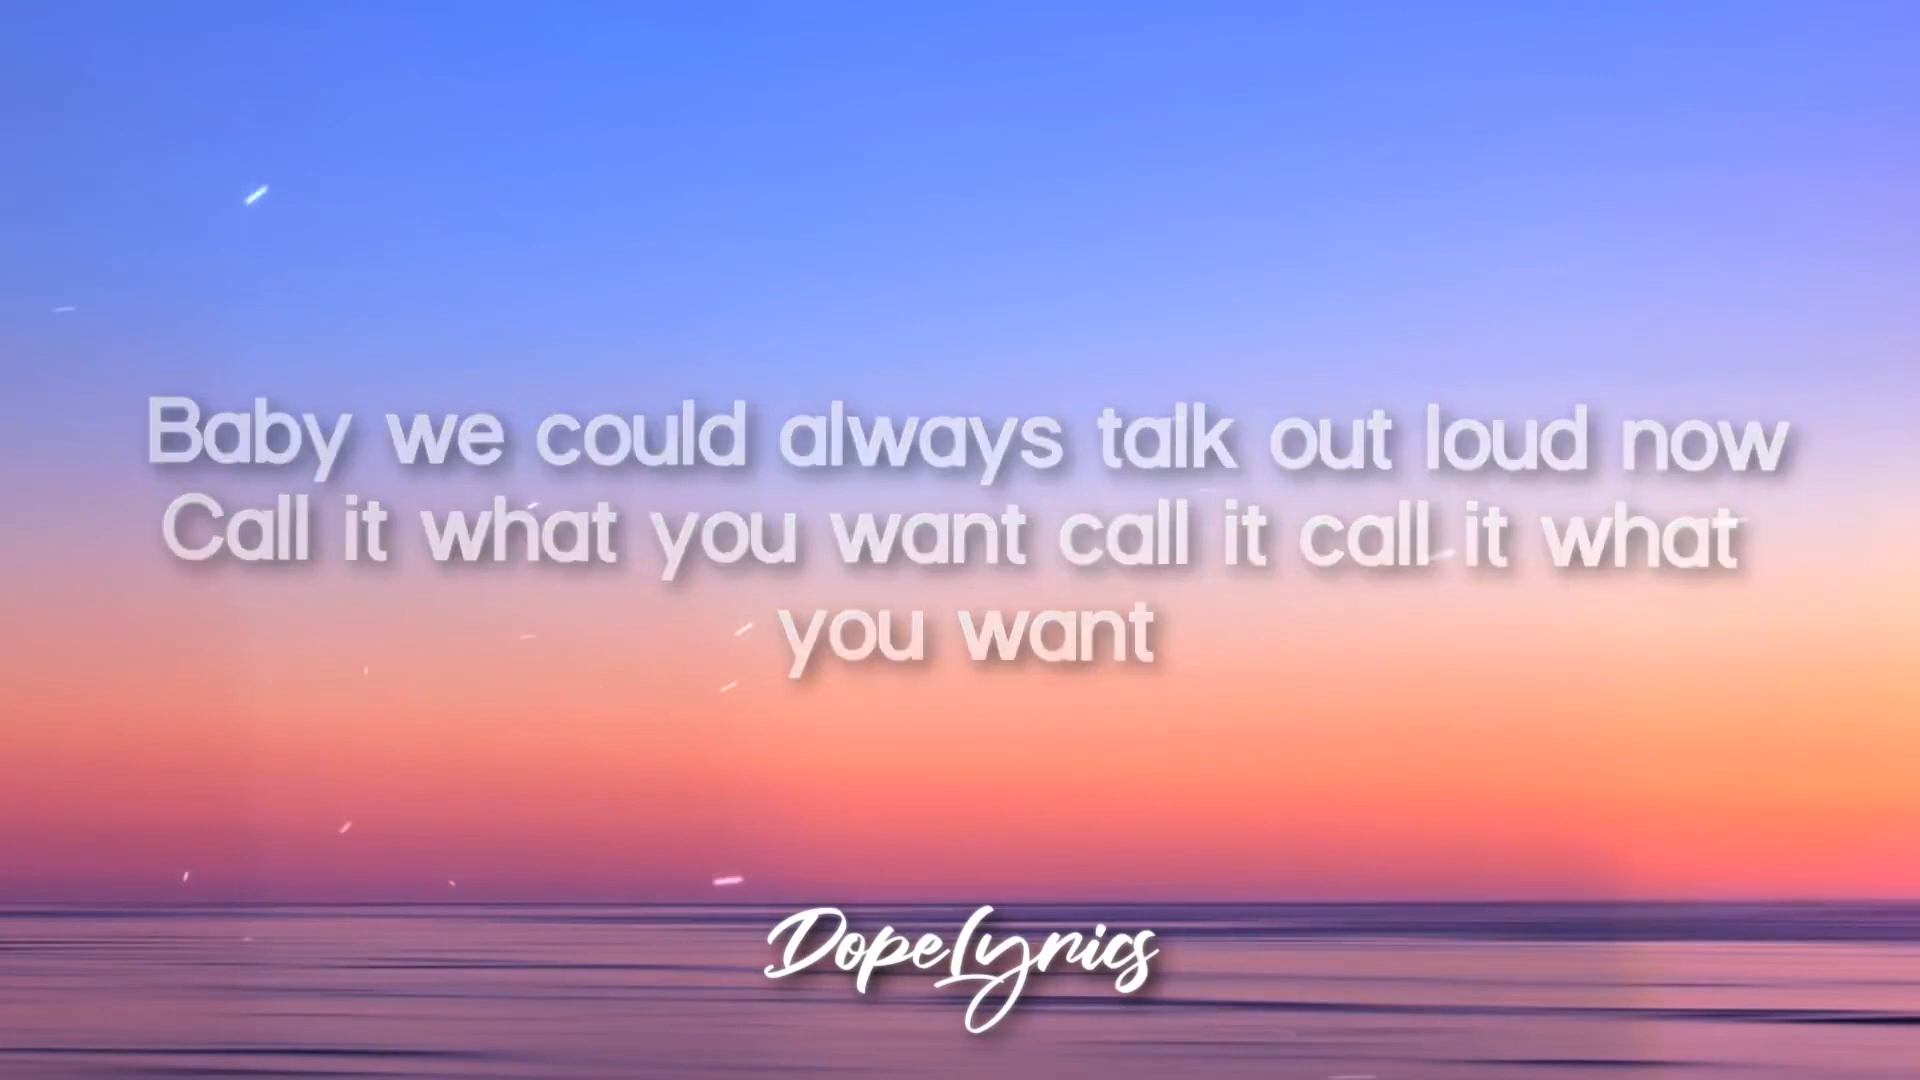 Baby we could always talk out loud now
Call it what you want call it call it what
you want
DopeLyrics